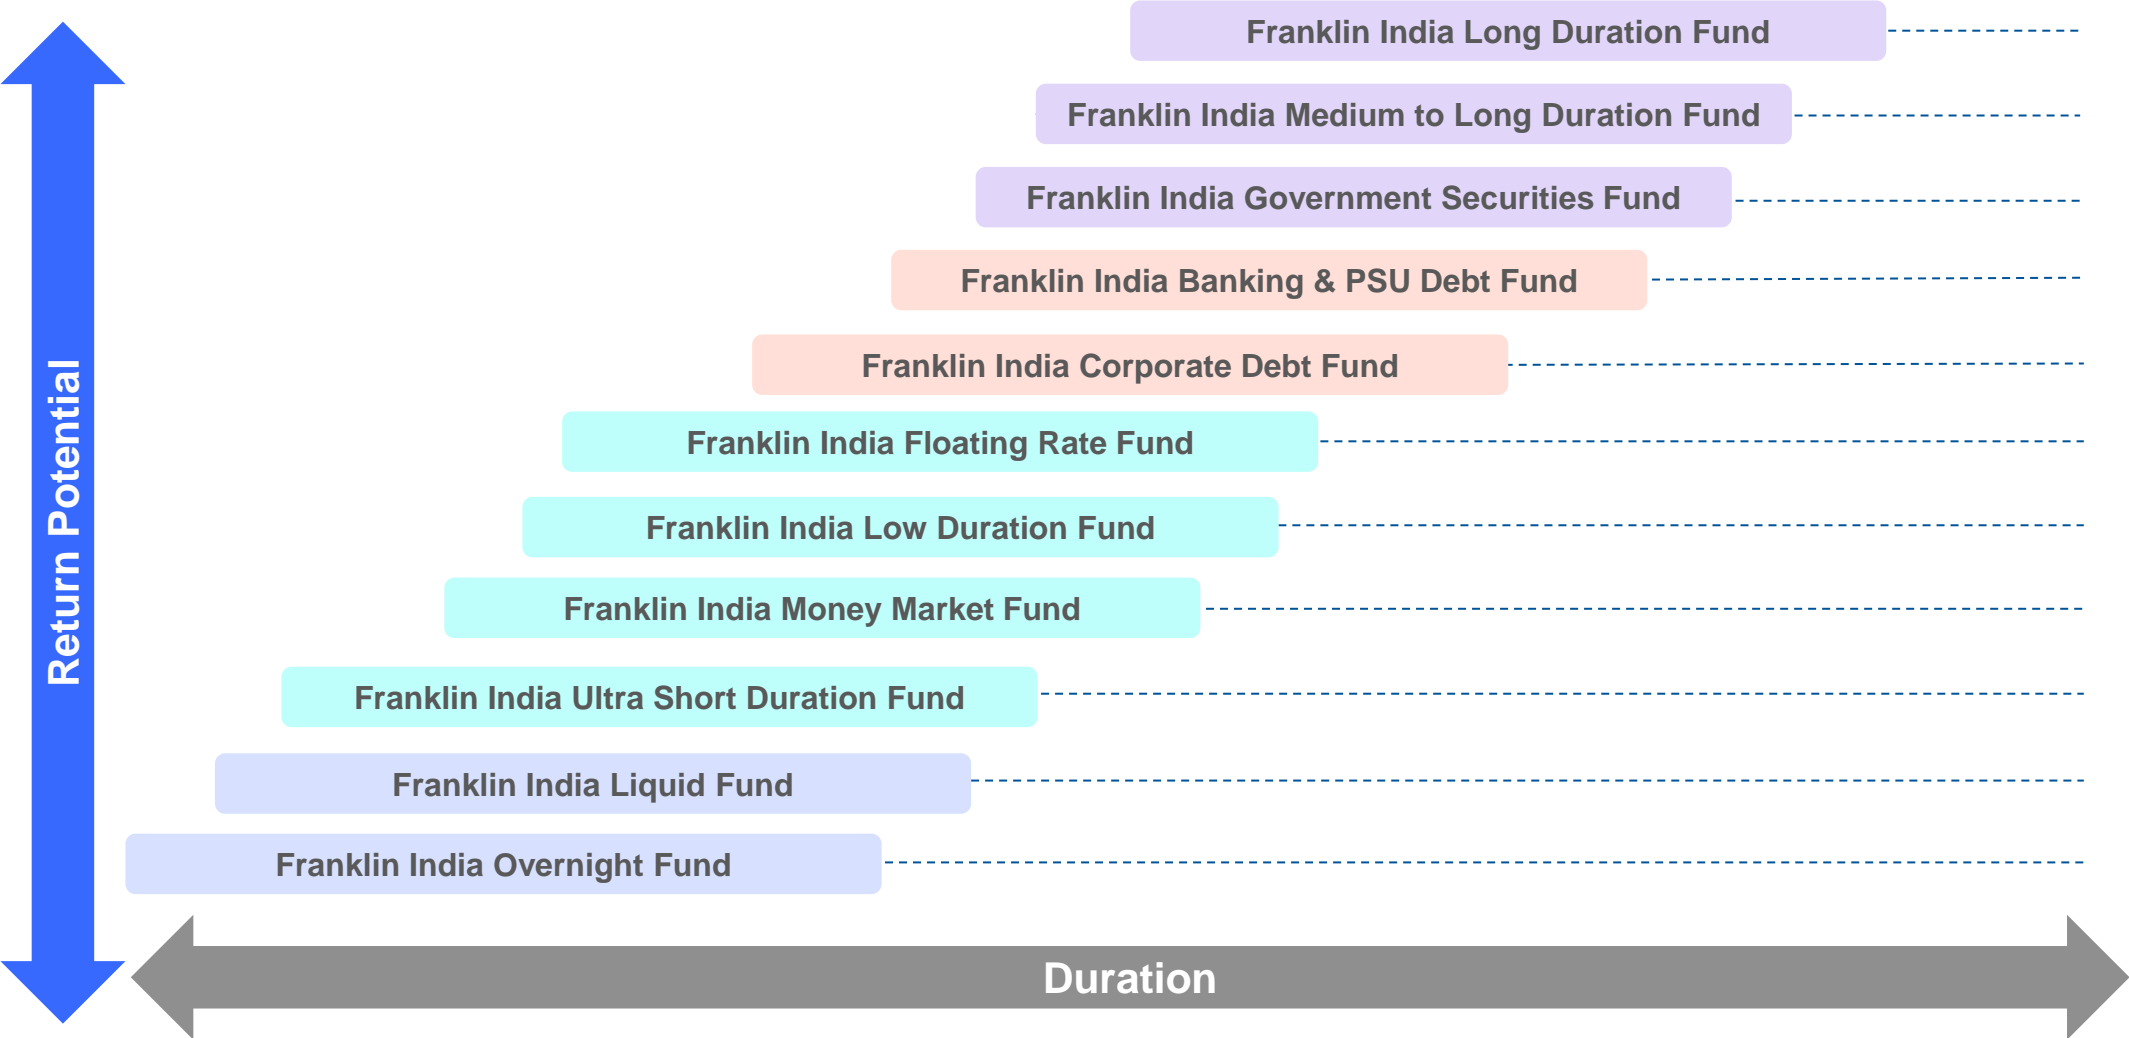 Franklin India Long Duration Fund
Franklin India Medium to Long Duration Fund
Franklin India Government Securities Fund
Franklin India Banking & PSU Debt Fund
Franklin India Corporate Debt Fund
Franklin India Floating Rate Fund
Franklin India Low Duration Fund
Franklin India Money Market Fund
Franklin India Ultra Short Duration Fund
Franklin India Liquid Fund
Franklin India Overnight Fund
Return Potential
Duration